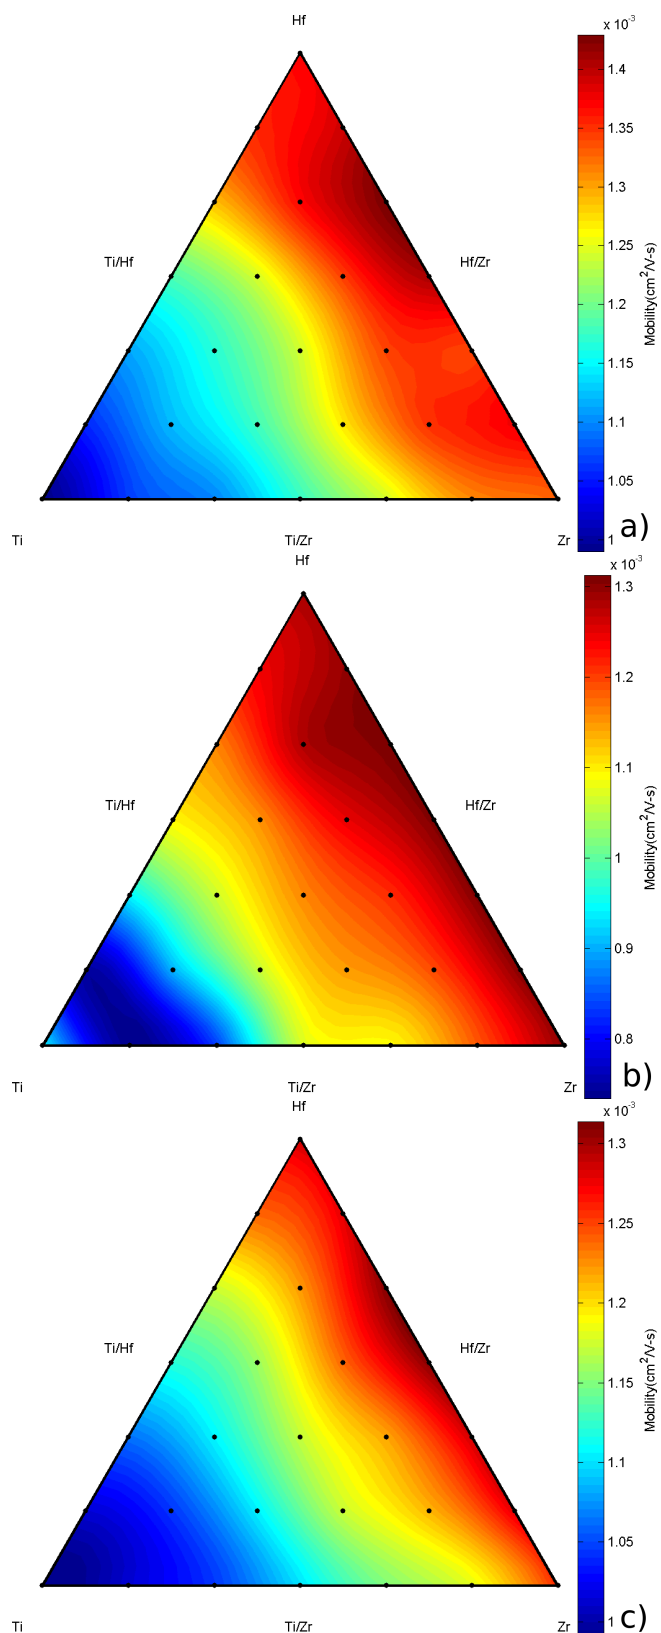 Hf
x 10-3
1.4
1.35
1.3
Ti/Hf
Hf/Zr
1.25
1.2
1.15
1.1
1.05
1
Mobility(cm2/V-s)
Ti
Ti/Zr
Zr
a)
Hf
x 10-3
1.3
1.2
Ti/Hf
Hf/Zr
1.1
1
0.9
0.8
Mobility(cm2/V-s)
Ti
Ti/Zr
Zr
b)
Hf
x 10-3
1.3
1.25
1.2
Ti/Hf
Hf/Zr
1.15
1.1
1.05
1
Mobility(cm2/V-s)
Ti
Ti/Zr
Zr
c)